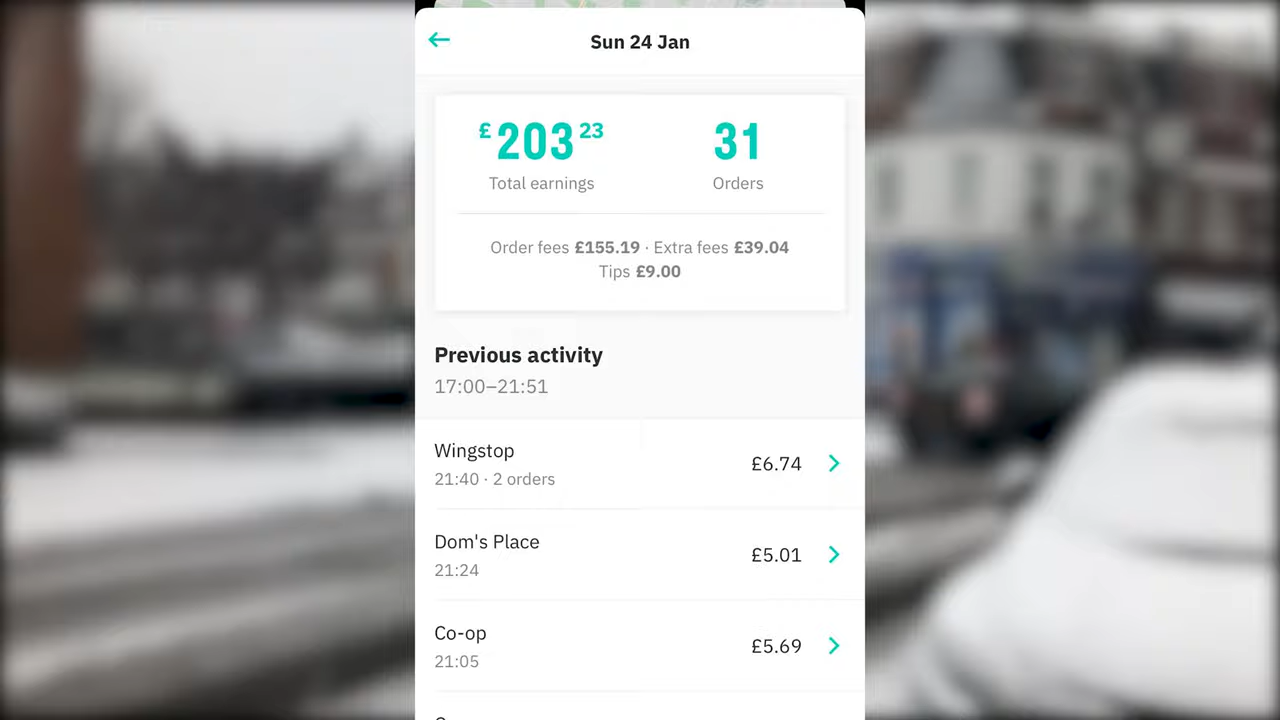 Sun 24 Jan
£203 23 31
Total earnings Orders
Order fees £155.19 · Extra fees £39.04
Tips £9.00
Previous activity
17:00–21:51
Wingstop
£6.74
21:40 · 2 orders
Dom's Place
£5.01
21:24
Co-op
£5.69
21:05